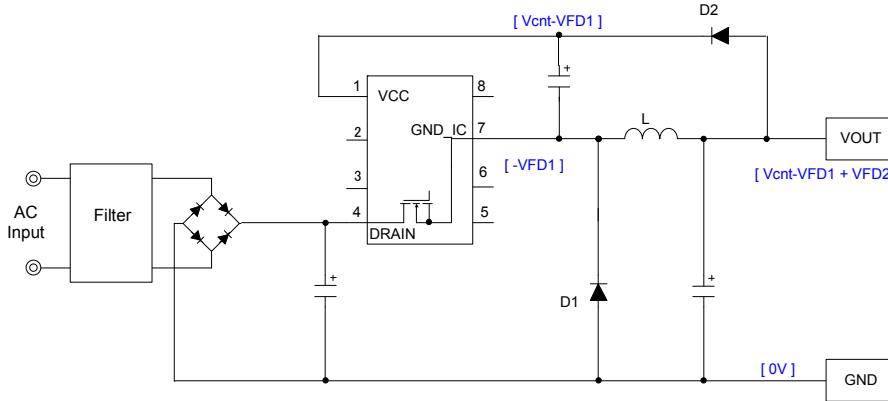 [ Vcnt-VFD1 ]
D2
1
VCC
8
2
GND_IC
7
L
VOUT
[ -VFD1 ]
[ Vcnt-VFD1 + VFD2
3
6
AC
Input
Filter
4
5
DRAIN
+
+
+
D1
[ 0V ]
GND